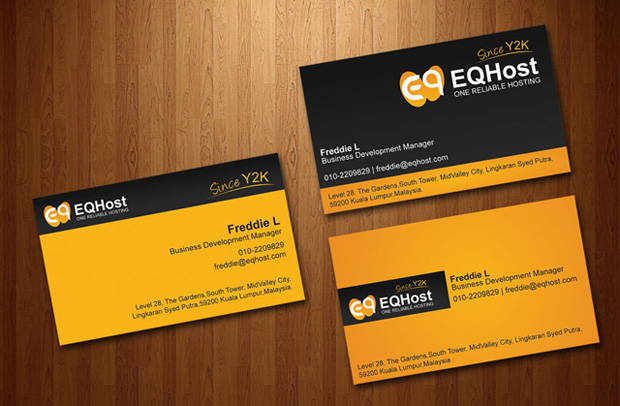 EQHost
ONE RELIABLE HOSTING
Since Y2K
Freddie L
Business Development Manager
010-2209829
freddie@eqhost.com
Level 28. The Gardens,South Tower, MidValley City,
Lingkaran Syed Putra,59200 Kuala Lumpur,Malaysia.
Since Y2K
EQHost
ONE RELIABLE HOSTING
Freddie L
Business Development Manager
010-2209829 | freddie@eqhost.com
Level 28. The Gardens,South Tower, MidValley City, Lingkaran Syed Putra,
59200 Kuala Lumpur,Malaysia.
Since Y2K
EQHost
ONE RELIABLE HOSTING
Freddie L
Business Development Manager
010-2209829 | freddie@eqhost.com
Level 28. The Gardens,South Tower, MidValley City, Lingkaran Syed Putra,
59200 Kuala Lumpur,Malaysia.